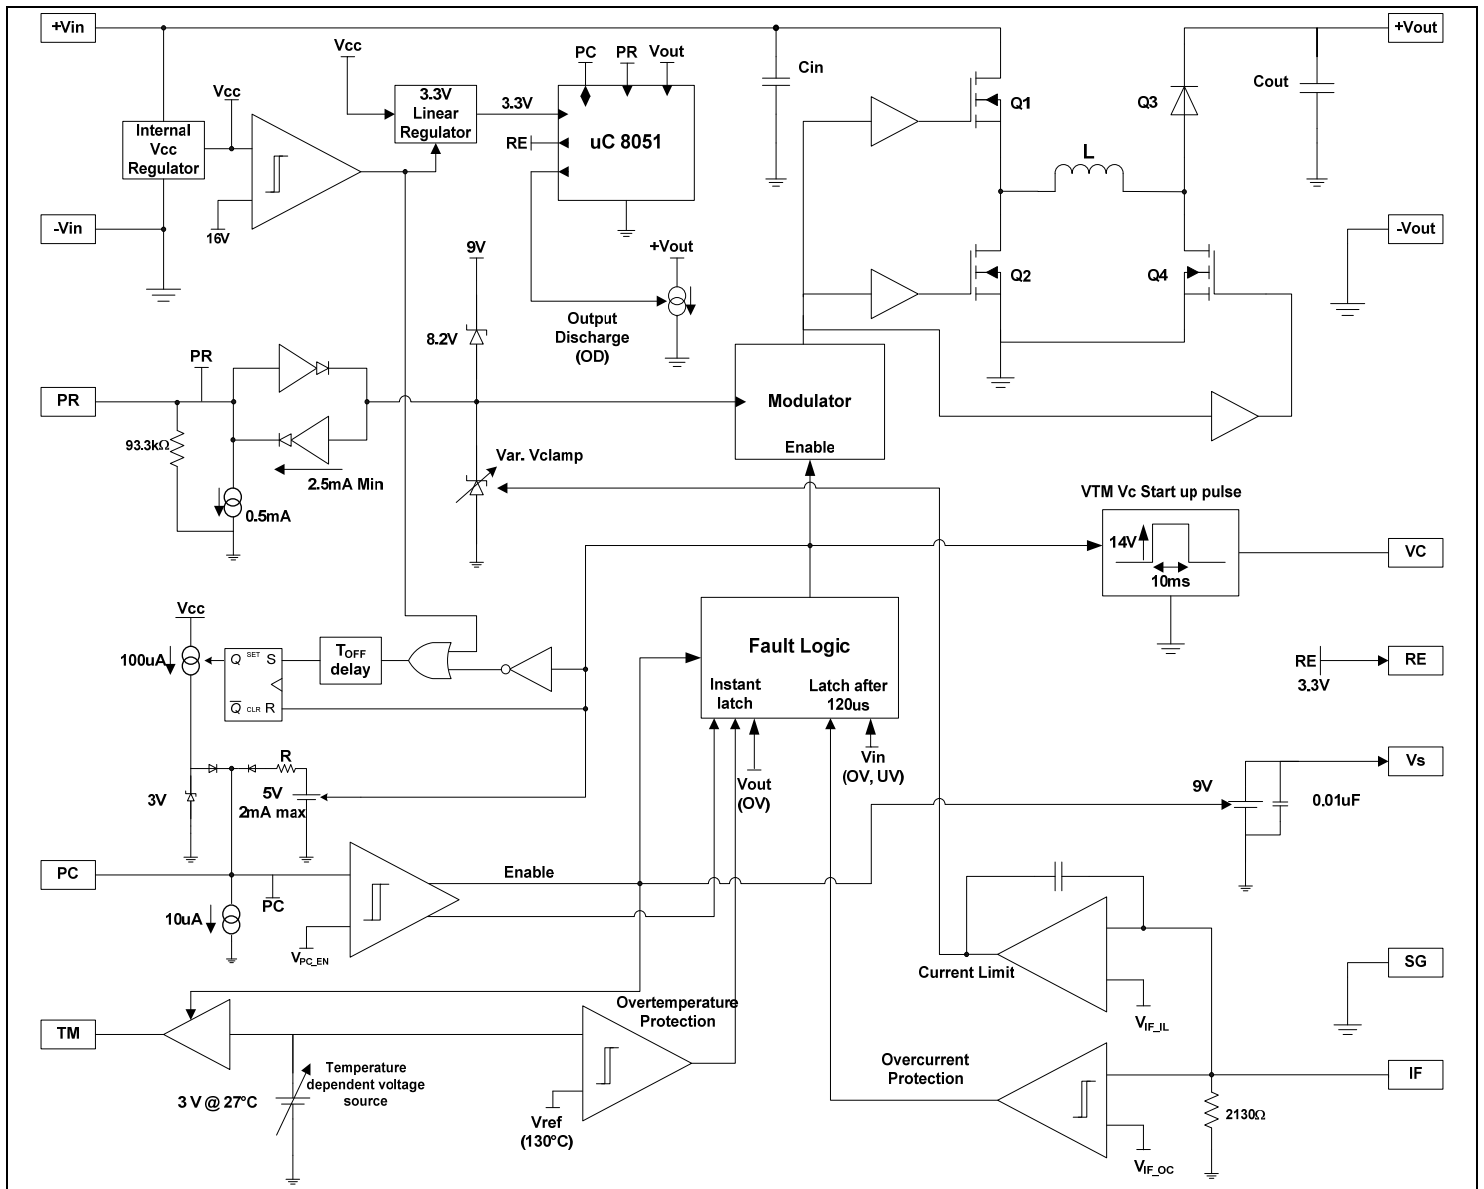 +Vin
+Vout
Vcc
PC
PR
Vout
Cin
Cout
Q1
Q3
L
Vcc
3.3V
Linear
Regulator
3.3V
RE
uC 8051
Internal
Vcc
Regulator
16V
-Vin
-Vout
9V
+Vout
Q2
Q4
8.2V
Output
Discharge
(OD)
PR
PR
Modulator
Enable
93.3kΩ
2.5mA Min
0.5mA
Var. Vclamp
VTM Vc Start up pulse
14V
10ms
VC
Vcc
100uA
Q SET S
Q CLR R
TOFF
delay
Fault Logic
Instant
latch
Latch after
120us
RE
3.3V
RE
R
3V
5V
2mA max
Vout
(OV)
Vin
(OV, UV)
9V
0.01uF
Vs
PC
PC
10uA
VPC_EN
Enable
Current Limit
VIF_IL
SG
TM
Overtemperature
Protection
Temperature
dependent voltage
source
3 V @ 27°C
Vref
(130°C)
Overcurrent
Protection
VIF_OC
2130Ω
IF